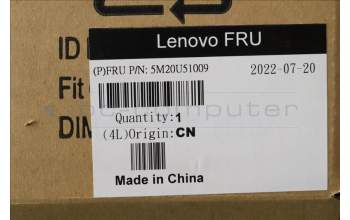 Lenovo FRU
ID
(P)FRU P/N: 5M20U51009
2022-07-20
Fit
DIM
Quantity:1
(4L)Origin:CN
Made in China